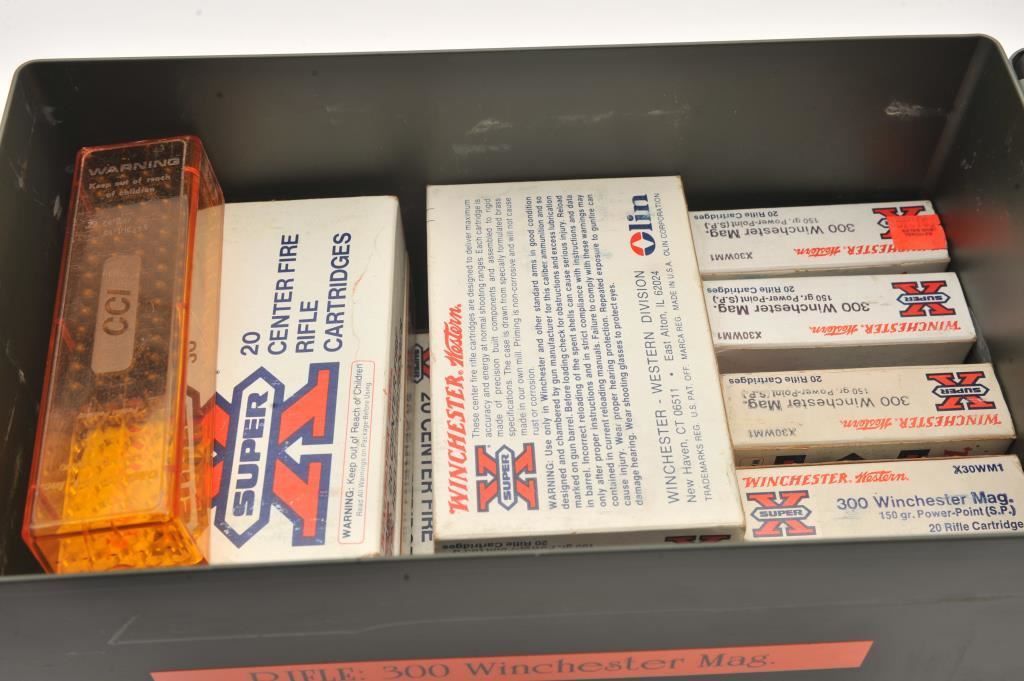 WARNING
Keep out of reach
of children
CCI
20
CENTER FIRE
RIFLE
CARTRIDGES
SUPER
X
WARNING: Keep out of Reach of Children
Read All Warnings on Package Before Using
20 CENTER FIRE
WINCHESTER Western
SUPER
X
These center fire rifle cartridges are designed to deliver maximum
accuracy and energy at normal shooting ranges. Each cartridge is
made of precision built components and assembled to rigid
specifications. The case is drawn from specially formulated brass
made in our own mill. Priming is non-corrosive and will not cause
rust or corrosion.
WARNING: Use only in Winchester and other standard arms in good condition
designed and chambered by gun manufacturer for this caliber ammunition and so
marked on gun barrel. Before loading check for obstructions and excess lubrication
in barrel. Incorrect reloading of the spent shells can cause serious injury. Reload
only after proper instructions and in strict compliance with instructions and data
contained in current reloading manuals. Failure to comply with these warnings may
cause injury. Wear proper hearing protection. Repeated exposure to gunfire can
damage hearing. Wear shooting glasses to protect eyes.
WINCHESTER - WESTERN DIVISION Olin
New Haven, CT 06511 • East Alton, IL 62024
TRADEMARKS REG. U.S. PAT. OFF. MARCA REG. MADE IN U.S.A. OLIN CORPORATION
20 Rifle Cartridges
WINCHESTER Western
X30WM1
SUPER
X
300 Winchester Mag.
150 gr. Power-Point (S.P.)
20 Rifle Cartridges
WINCHESTER Western
X30WM1
SUPER
X
300 Winchester Mag.
150 gr. Power-Point (S.P.)
20 Rifle Cartridges
WINCHESTER Western
X30WM1
SUPER
X
300 Winchester Mag.
150 gr. Power-Point (S.P.)
20 Rifle Cartridges
WINCHESTER Western
X30WM1
SUPER
X
300 Winchester Mag.
150 gr. Power-Point (S.P.)
20 Rifle Cartridge
RIFLE: 300 Winchester Mag.